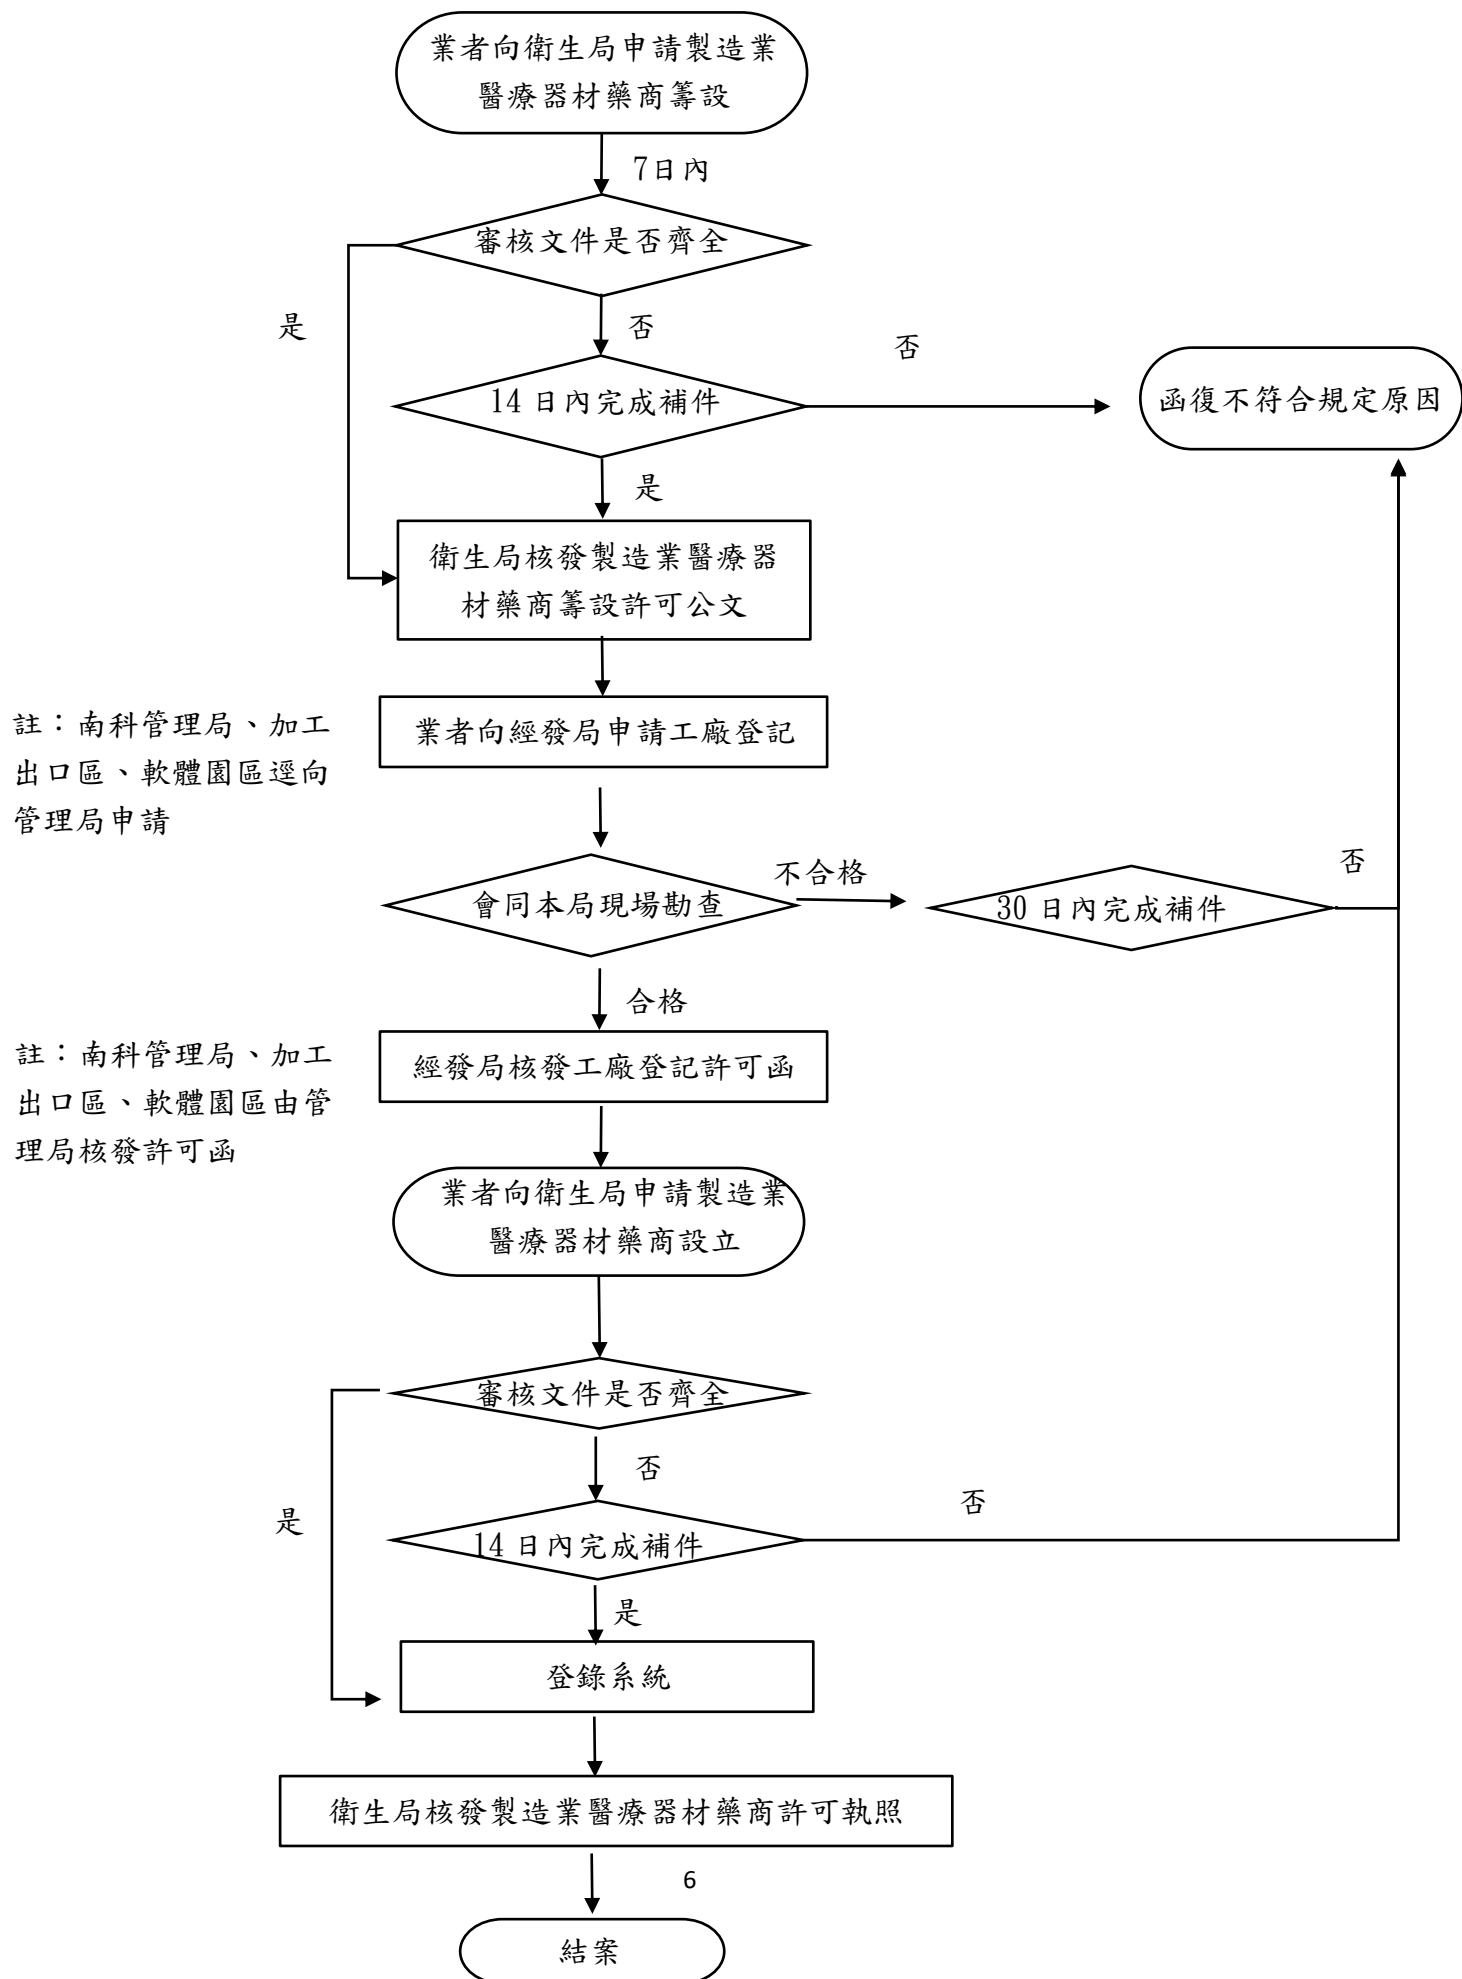 業者向衛生局申請製造業
醫療器材藥商籌設
7日內
審核文件是否齊全
是
否
否
14 日內完成補件
函復不符合規定原因
是
衛生局核發製造業醫療器
材藥商籌設許可公文
註：南科管理局、加工
出口區、軟體園區逕向
管理局申請
業者向經發局申請工廠登記
不合格
否
會同本局現場勘查
30 日內完成補件
合格
註：南科管理局、加工
出口區、軟體園區由管
理局核發許可函
經發局核發工廠登記許可函
業者向衛生局申請製造業
醫療器材藥商設立
審核文件是否齊全
否
是
否
14 日內完成補件
是
登錄系統
衛生局核發製造業醫療器材藥商許可執照
6
結案